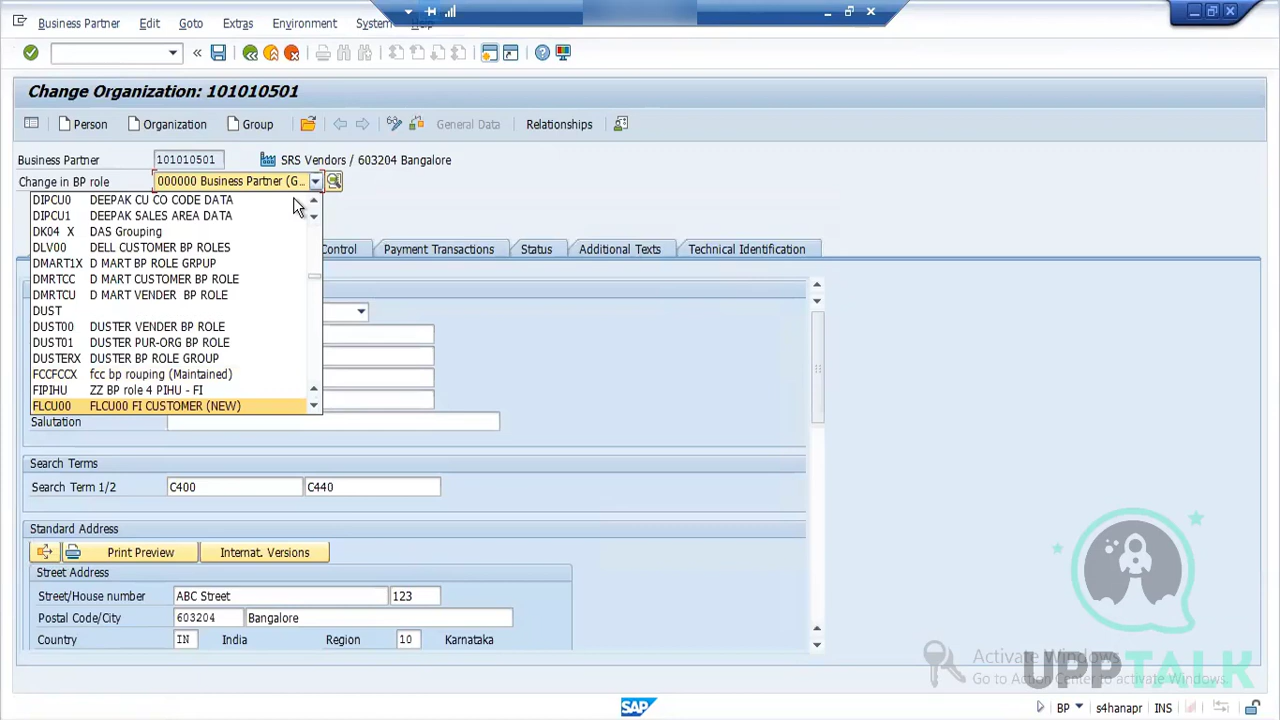 Business Partner Edit Goto Extras Environment System Help
Change Organization: 101010501
Person Organization Group General Data Relationships
Business Partner 101010501 SRS Vendors / 603204 Bangalore
Change in BP role 000000 Business Partner (G...
DIPCU0 DEEPAK CU CO CODE DATA
DIPCU1 DEEPAK SALES AREA DATA
DK04 X DAS Grouping
DLV00 DELL CUSTOMER BP ROLES
DMART1X D MART BP ROLE GRPUP
DMRTCC D MART CUSTOMER BP ROLE
DMRTCU D MART VENDER BP ROLE
DUST
DUST00 DUSTER VENDER BP ROLE
DUST01 DUSTER PUR-ORG BP ROLE
DUSTERX DUSTER BP ROLE GROUP
FCCFCCX fcc bp rouping (Maintained)
FIPIHU ZZ BP role 4 PIHU - FI
FLCU00 FLCU00 FI CUSTOMER (NEW)
Control Payment Transactions Status Additional Texts Technical Identification
Salutation
Search Terms
Search Term 1/2 C400 C440
Standard Address
Print Preview Internat. Versions
Street Address
Street/House number ABC Street 123
Postal Code/City 603204 Bangalore
Country IN India Region 10 Karnataka
Activate Windows
Go to Action Center to activate Windows.
UPPTALK
SAP BP s4hanapr INS